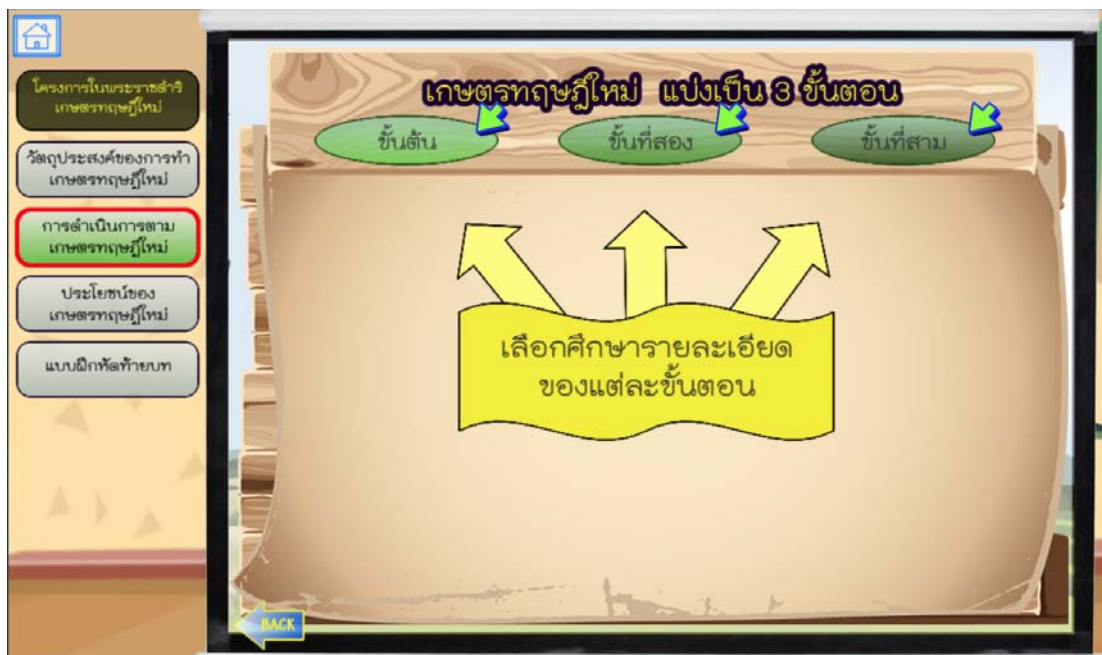 โครงการในพระราชดำริ
เกษตรทฤษฎีใหม่
วัตถุประสงค์ของการทำ
เกษตรทฤษฎีใหม่
การดำเนินการตาม
เกษตรทฤษฎีใหม่
ประโยชน์ของ
เกษตรทฤษฎีใหม่
แบบฝึกหัดท้ายบท
เกษตรทฤษฎีใหม่ แบ่งเป็น 3 ขั้นตอน
ขั้นต้น
ขั้นที่สอง
ขั้นที่สาม
เลือกศึกษารายละเอียด
ของแต่ละขั้นตอน
BACK